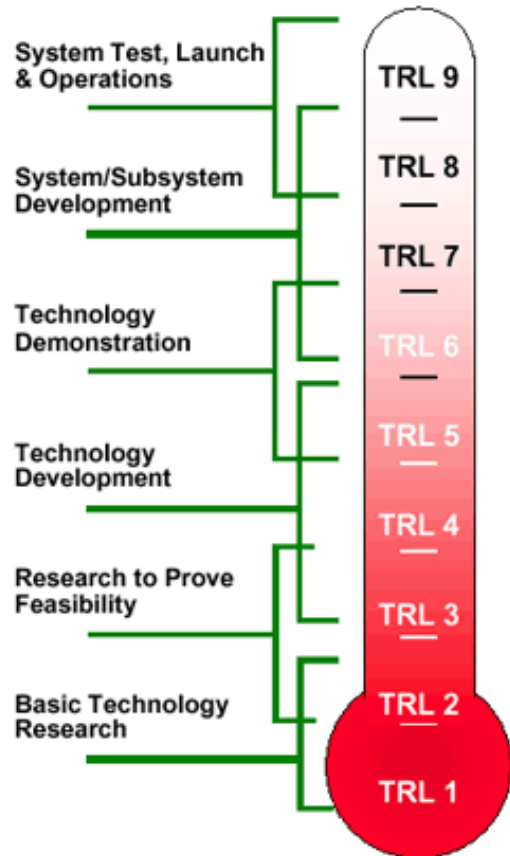 System Test, Launch
& Operations
System/Subsystem
Development
Technology
Demonstration
Technology
Development
Research to Prove
Feasibility
Basic Technology
Research
TRL 9
TRL 8
TRL 7
TRL 6
TRL 5
TRL 4
TRL 3
TRL 2
TRL 1